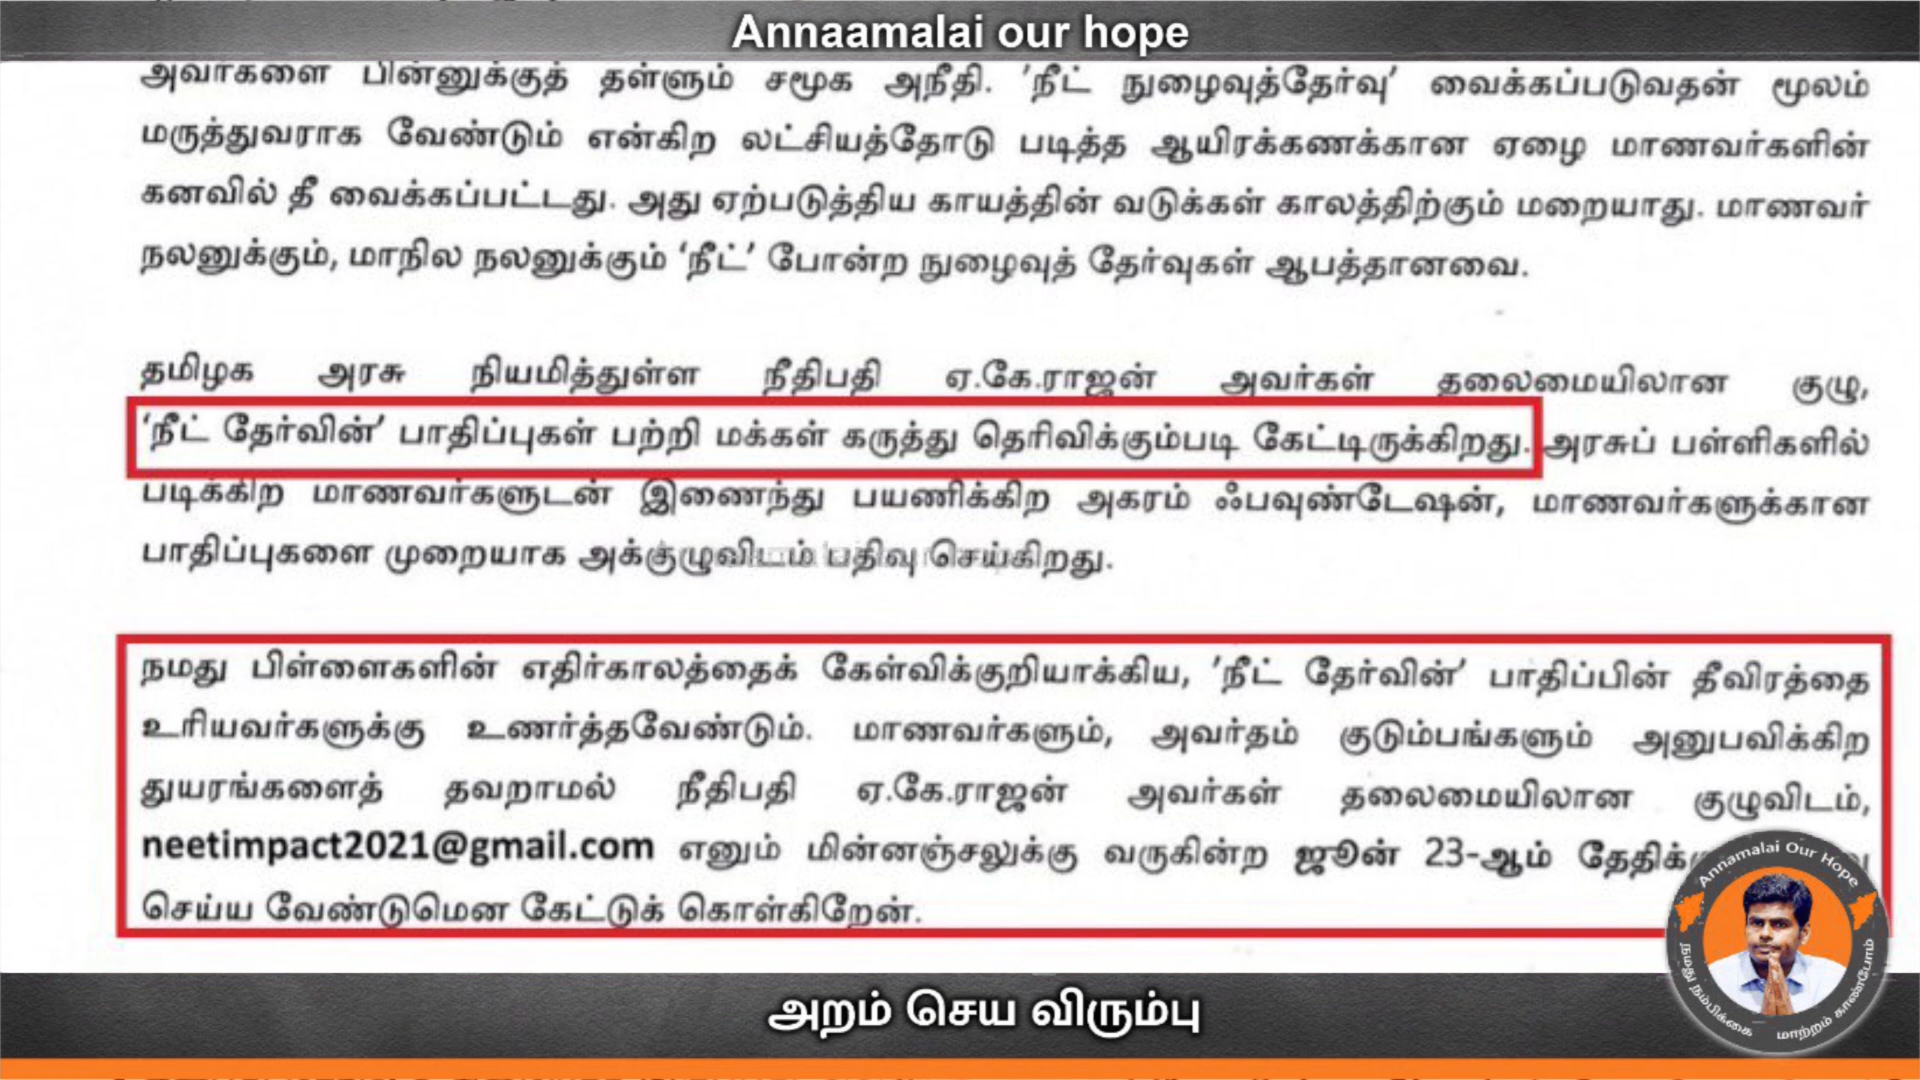 Annaamalai our hope
அவர்களை பின்னுக்குத் தள்ளும் சமூக அநீதி. 'நீட் நுழைவுத்தேர்வு' வைக்கப்படுவதன் மூலம்
மருத்துவராக வேண்டும் என்கிற லட்சியத்தோடு படித்த ஆயிரக்கணக்கான ஏழை மாணவர்களின்
கனவில் தீ வைக்கப்பட்டது. அது ஏற்படுத்திய காயத்தின் வடுக்கள் காலத்திற்கும் மறையாது. மாணவர்
நலனுக்கும், மாநில நலனுக்கும் 'நீட்' போன்ற நுழைவுத் தேர்வுகள் ஆபத்தானவை.
தமிழக அரசு நியமித்துள்ள நீதிபதி ஏ.கே.ராஜன் அவர்கள் தலைமையிலான குழு,
'நீட் தேர்வின்' பாதிப்புகள் பற்றி மக்கள் கருத்து தெரிவிக்கும்படி கேட்டிருக்கிறது. அரசுப் பள்ளிகளில்
படிக்கிற மாணவர்களுடன் இணைந்து பயணிக்கிற அகரம் ஃபவுண்டேஷன், மாணவர்களுக்கான
பாதிப்புகளை முறையாக அக்குழுவிடம் பதிவு செய்கிறது.
நமது பிள்ளைகளின் எதிர்காலத்தைக் கேள்விக்குறியாக்கிய, 'நீட் தேர்வின்' பாதிப்பின் தீவிரத்தை
உரியவர்களுக்கு உணர்த்தவேண்டும். மாணவர்களும், அவர்தம் குடும்பங்களும் அனுபவிக்கிற
துயரங்களைத் தவறாமல் நீதிபதி ஏ.கே.ராஜன் அவர்கள் தலைமையிலான குழுவிடம்,
neetimpact2021@gmail.com எனும் மின்னஞ்சலுக்கு வருகின்ற ஜூன் 23-ஆம்
செய்ய வேண்டுமென கேட்டுக் கொள்கிறேன்.
Annamalai Our Hope
நமது நம்பிக்கை மாற்றம் காண்போம்
அறம் செய விரும்பு